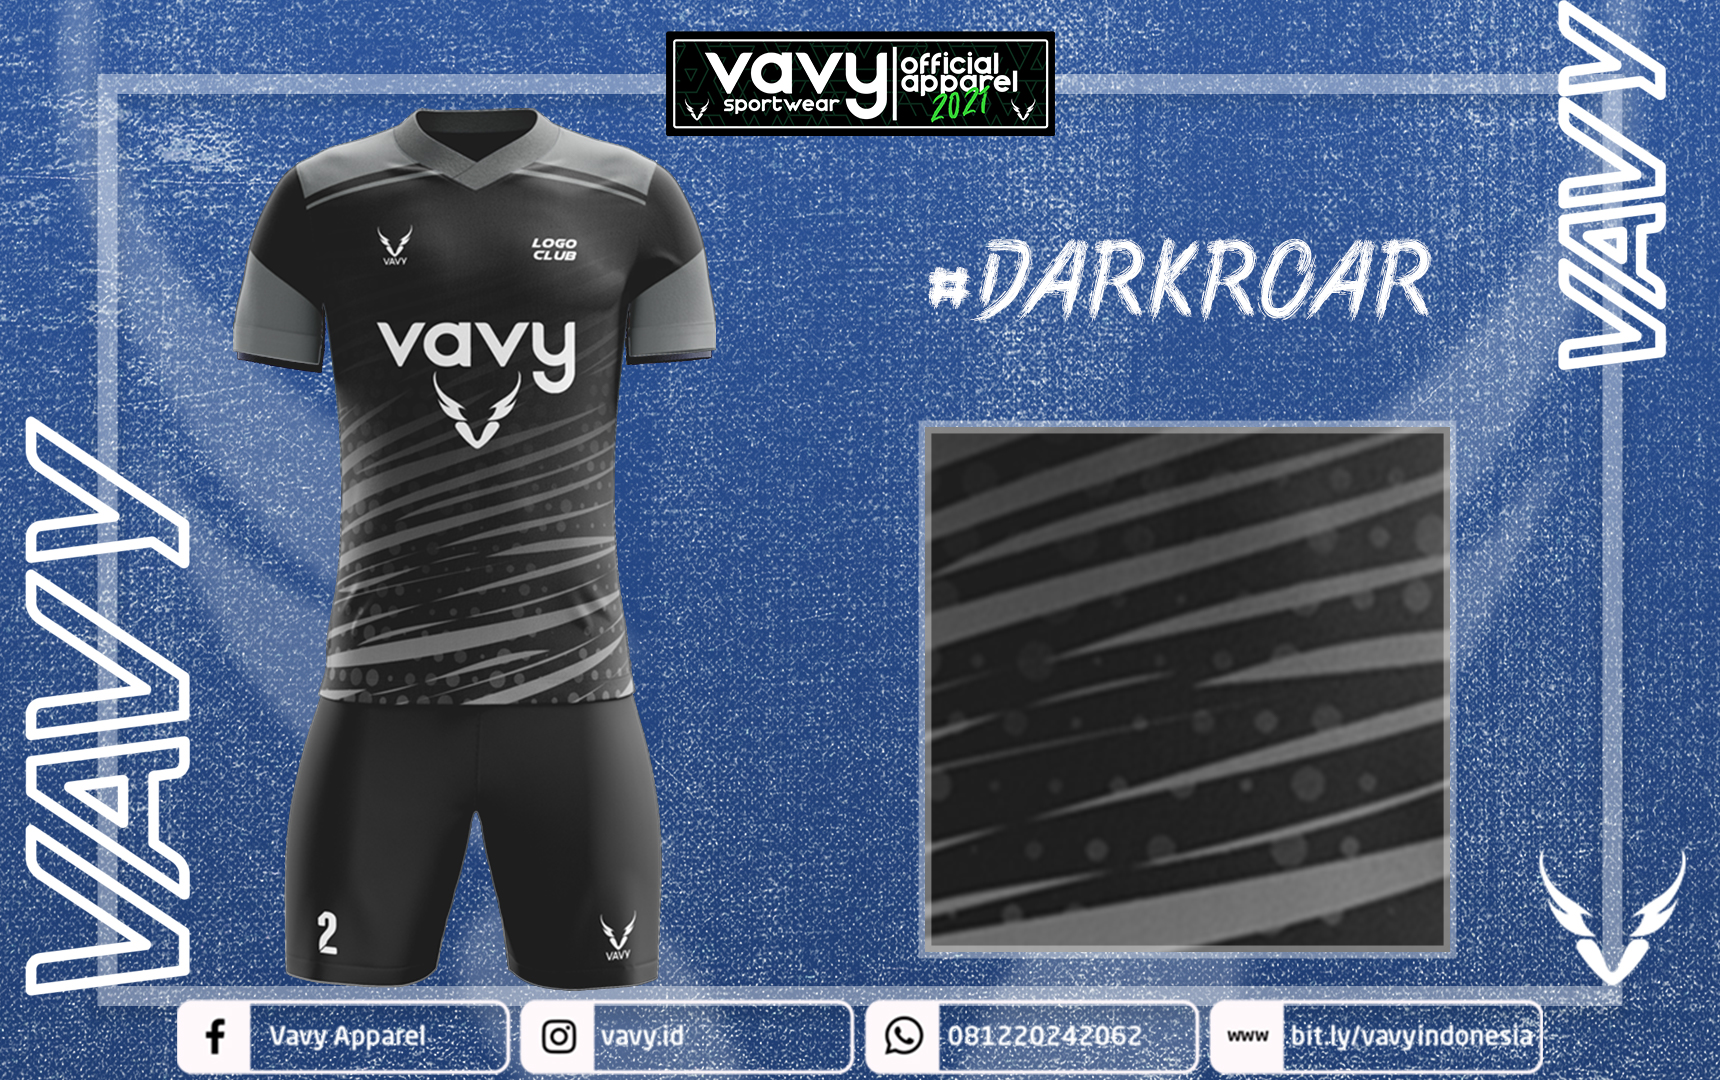 vavy
sportwear
official
apparel
2021
VAVY
VAVY
#DARKROAR
VAVY
LOGO
CLUB
vavy
2
VAVY
Vavy Apparel
vavy.id
081220242062
www
bit.ly/vavyindonesia